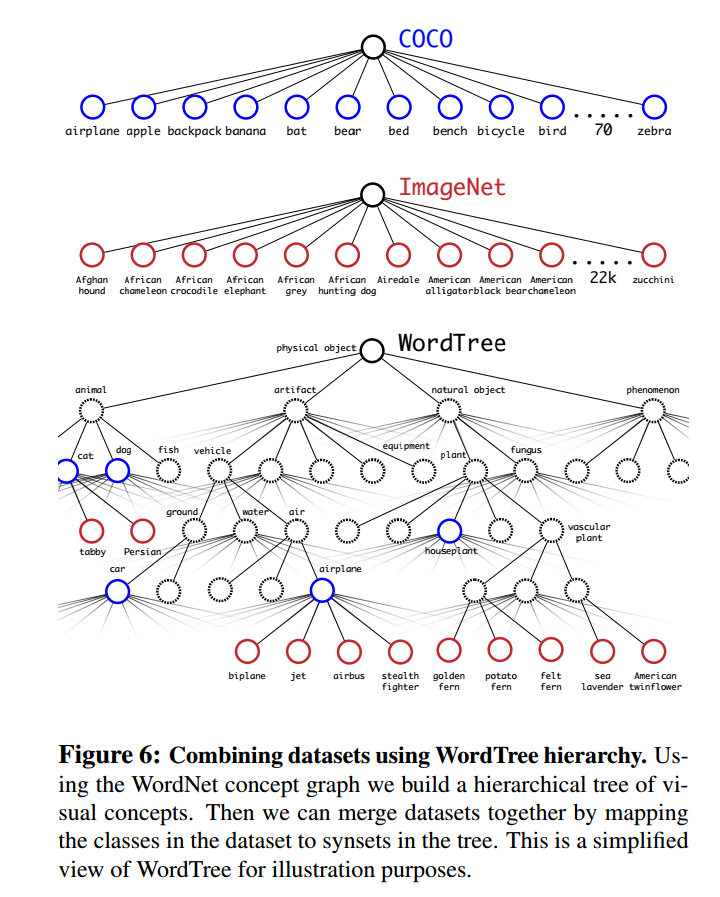 COCO
airplane apple backpack banana bat bear bed bench bicycle bird ..... 70 zebra
ImageNet
Afghan hound
African chameleon
African crocodile
African elephant
African grey
African hunting dog
Airedale
American alligator
American black bear
American chameleon
..... 22k
zucchini
physical object
WordTree
animal artifact natural object phenomenon
cat dog fish vehicle equipment plant fungus
ground water air vascular plant
tabby Persian houseplant
car airplane
biplane jet airbus
stealth fighter
golden fern
potato fern
felt fern
sea lavender
American twinflower
Figure 6: Combining datasets using WordTree hierarchy. Us-
ing the WordNet concept graph we build a hierarchical tree of vi-
sual concepts. Then we can merge datasets together by mapping
the classes in the dataset to synsets in the tree. This is a simplified
view of WordTree for illustration purposes.